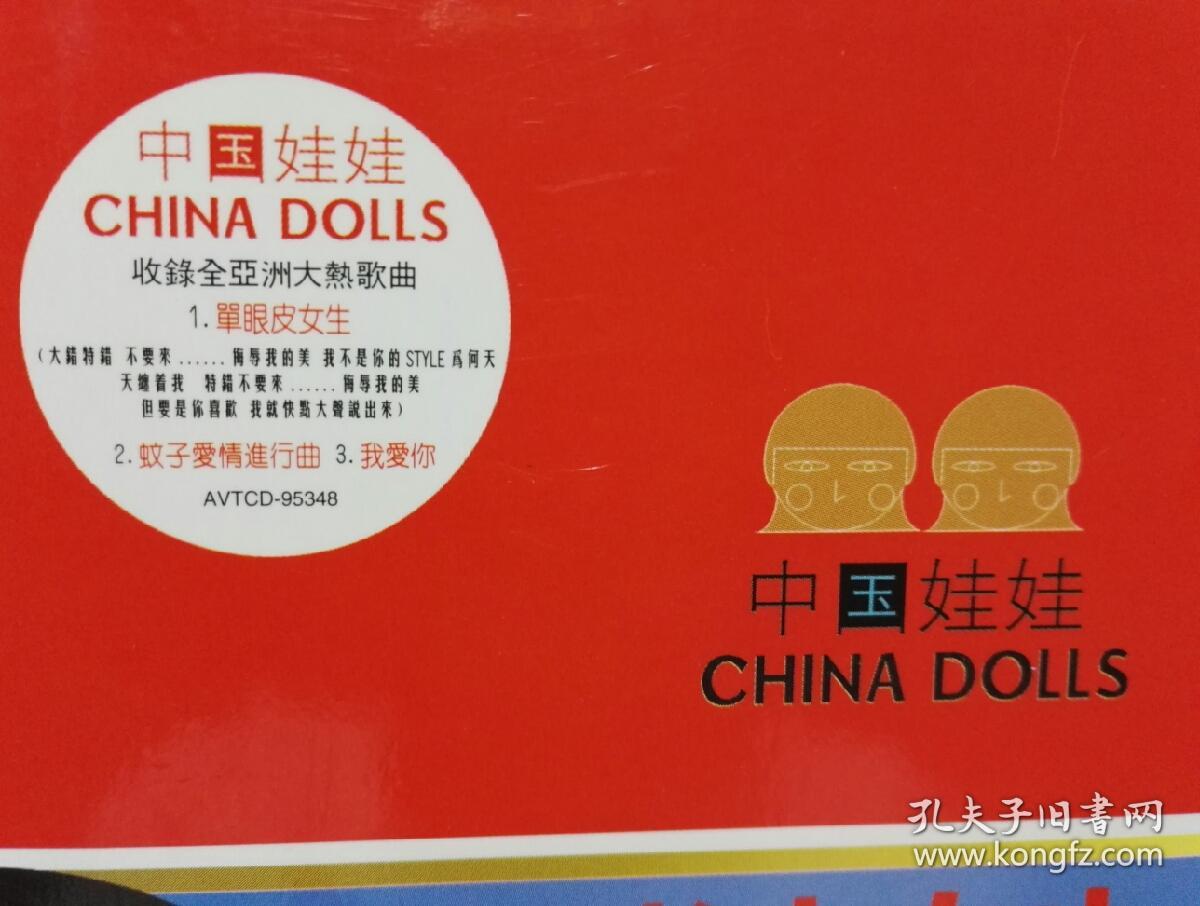 中国娃娃
CHINA DOLLS
收錄全亞洲大熱歌曲
1. 單眼皮女生
(大錯特錯 不要來 ...... 侮辱我的美 我不是你的 STYLE 爲何天
天纏着我 特錯不要來 ...... 侮辱我的美
但要是你喜歡 我就快點大聲說出來)
2. 蚊子愛情進行曲 3. 我愛你
AVTCD-95348
中国娃娃
CHINA DOLLS
孔夫子旧书网
www.kongfz.com